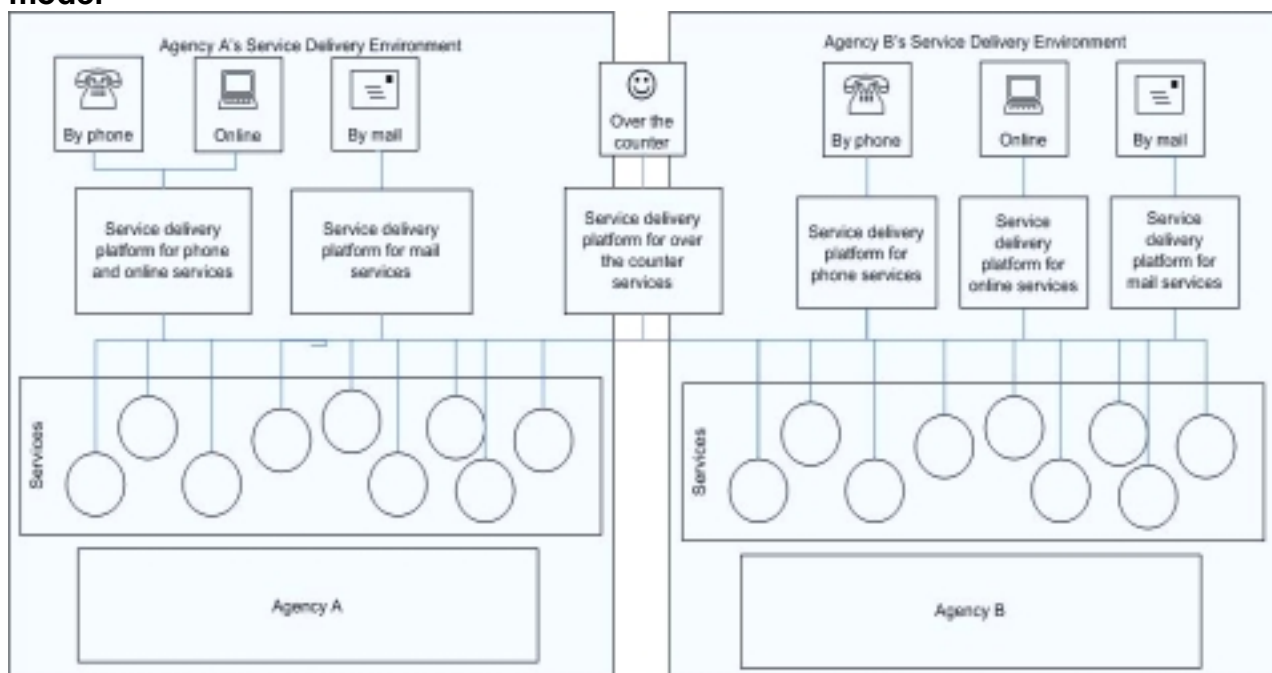 model
Agency A's Service Delivery Environment
By phone
Online
By mail
Service delivery
platform for phone
and online services
Service delivery
platform for mail
services
Services
Agency A
Over the
counter
Service delivery
platform for over
the counter
services
Agency B's Service Delivery Environment
By phone
Online
By mail
Service delivery
platform for
phone services
Service
delivery
platform for
online services
Service
delivery
platform for
mail services
Services
Agency B